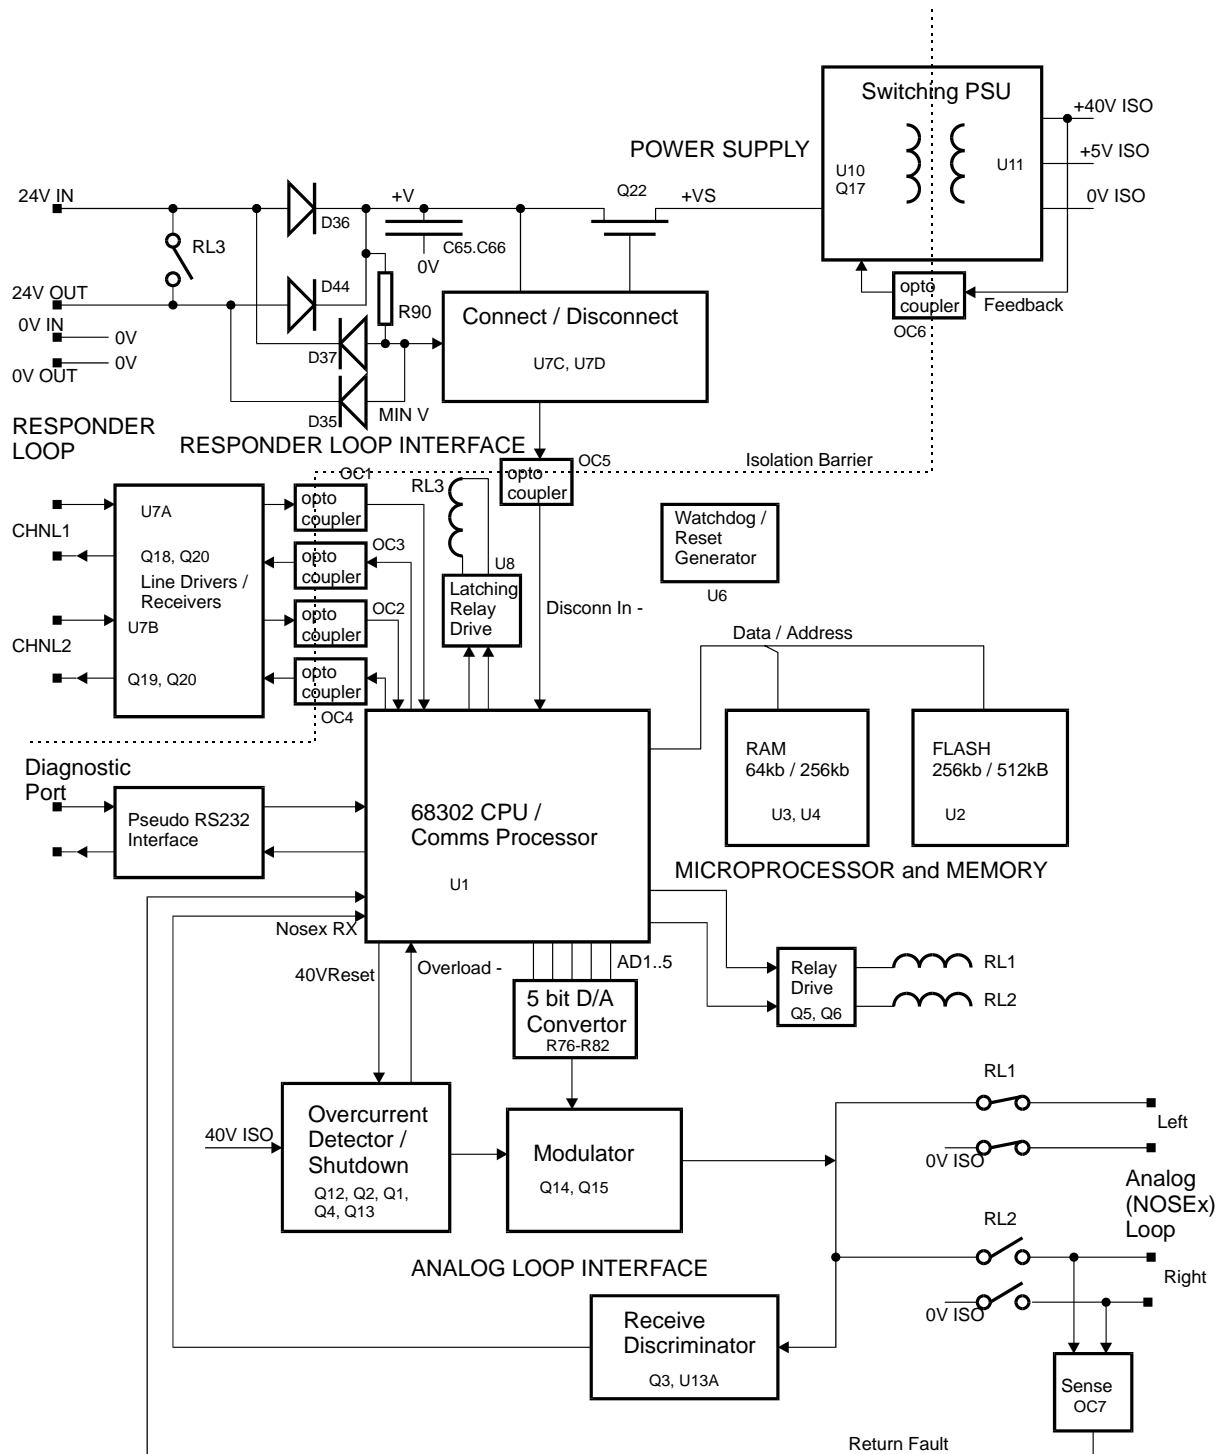 Switching PSU
+40V ISO
POWER SUPPLY
+5V ISO
U10
Q17
U11
24V IN
+V
Q22
+VS
0V ISO
D36
RL3
C65.C66
0V
24V OUT
D44
opto
coupler
Feedback
OC6
R90
Connect / Disconnect
0V IN
0V
0V
0V OUT
D37
U7C, U7D
D35
MIN V
RESPONDER
LOOP
RESPONDER LOOP INTERFACE
Isolation Barrier
OC5
opto
coupler
OC1
RL3
CHNL1
U7A
Q18, Q20
Line Drivers /
Receivers
U7B
CHNL2
Q19, Q20
opto
coupler
OC3
opto
coupler
OC2
opto
coupler
opto
coupler
OC4
U8
Latching
Relay
Drive
Disconn In -
Watchdog /
Reset
Generator
U6
Data / Address
RAM
64kb / 256kb
U3, U4
FLASH
256kb / 512kB
U2
MICROPROCESSOR and MEMORY
Diagnostic
Port
Pseudo RS232
Interface
68302 CPU /
Comms Processor
U1
Nosex RX
40VReset
Overload -
AD1..5
5 bit D/A
Convertor
R76-R82
Relay
Drive
Q5, Q6
RL1
RL2
40V ISO
Overcurrent
Detector /
Shutdown
Q12, Q2, Q1,
Q4, Q13
Modulator
Q14, Q15
RL1
Left
0V ISO
Analog
(NOSEx)
Loop
RL2
Right
0V ISO
ANALOG LOOP INTERFACE
Receive
Discriminator
Q3, U13A
Sense
OC7
Return Fault